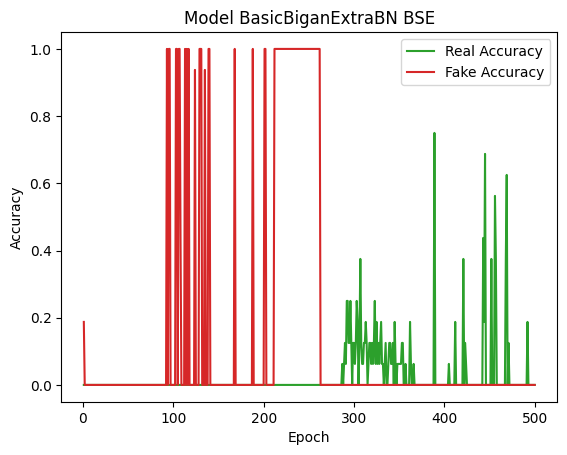 Model BasicBiganExtraBN BSE
Real Accuracy
Fake Accuracy
Accuracy
1.0
0.8
0.6
0.4
0.2
0.0
0 100 200 300 400 500
Epoch